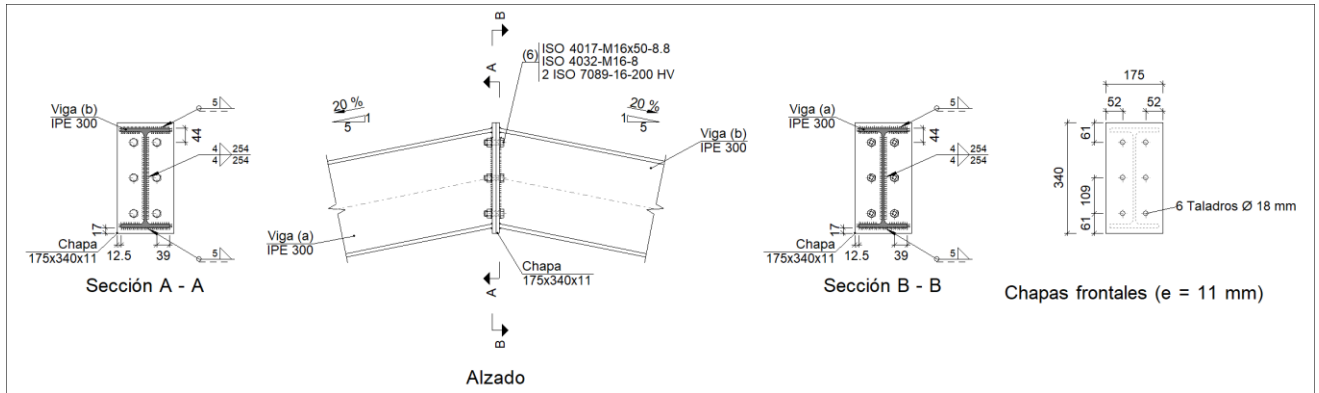 B
B
A
A
B
B
(6)
ISO 4017-M16x50-8.8
ISO 4032-M16-8
2 ISO 7089-16-200 HV
Viga (b)
IPE 300
5
44
4 254
4 254
17
5
Chapa
175x340x11
12.5
39
Sección A - A
20 %
1
5
20 %
1
5
Viga (b)
IPE 300
Viga (a)
IPE 300
Chapa
175x340x11
Alzado
Viga (a)
IPE 300
5
44
4 254
4 254
17
5
Chapa
175x340x11
12.5
39
Sección B - B
175
52
52
61
340
109
61
6 Taladros Ø 18 mm
Chapas frontales (e = 11 mm)